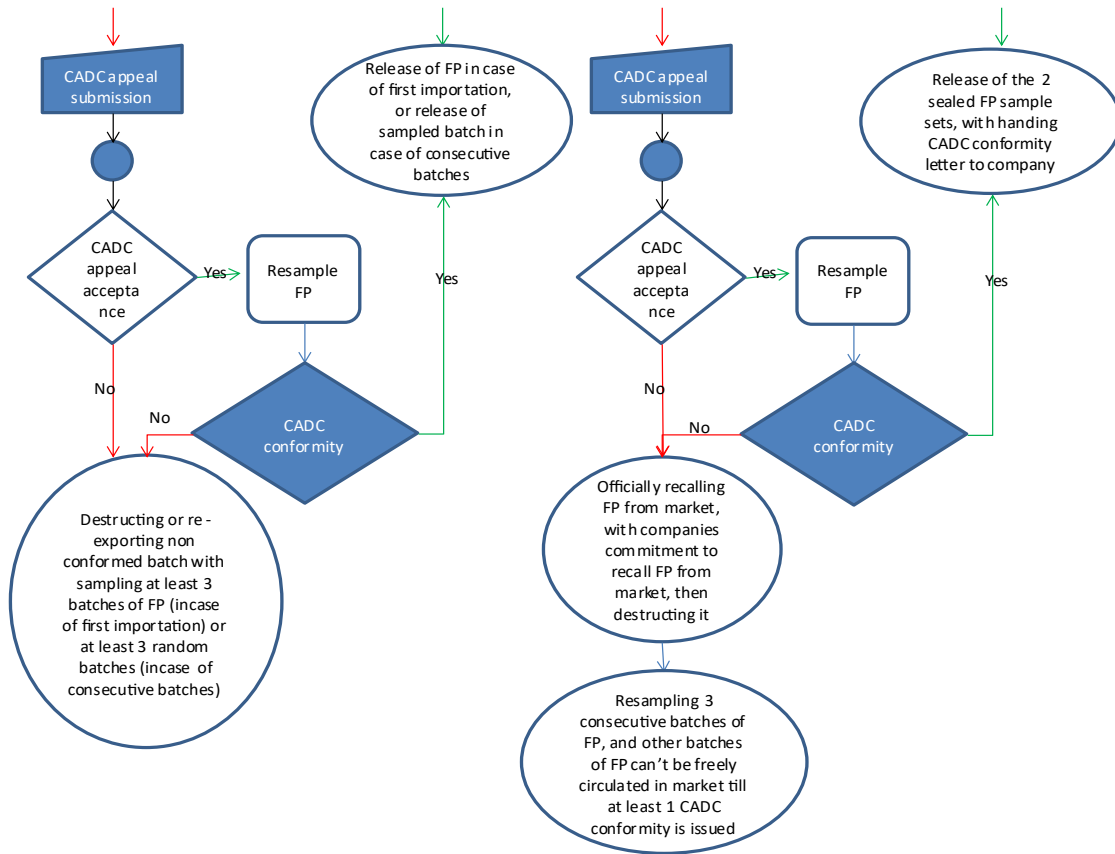 CADC appeal
submission
CADC
appeal
accepta
nce
Yes
Resample
FP
No
No
CADC
conformity
Yes
Release of FP in case
of first importation,
or release of
sampled batch in
case of consecutive
batches
Destructing or re -
exporting non
conformed batch with
sampling at least 3
batches of FP (incase
of first importation) or
at least 3 random
batches (incase of
consecutive batches)
CADC appeal
submission
CADC
appeal
accepta
nce
Yes
Resample
FP
No
No
CADC
conformity
Yes
Release of the 2
sealed FP sample
sets, with handing
CADC conformity
letter to company
Officially recalling
FP from market,
with companies
commitment to
recall FP from
market, then
destructing it
Resampling 3
consecutive batches of
FP, and other batches
of FP can't be freely
circulated in market till
at least 1 CADC
conformity is issued